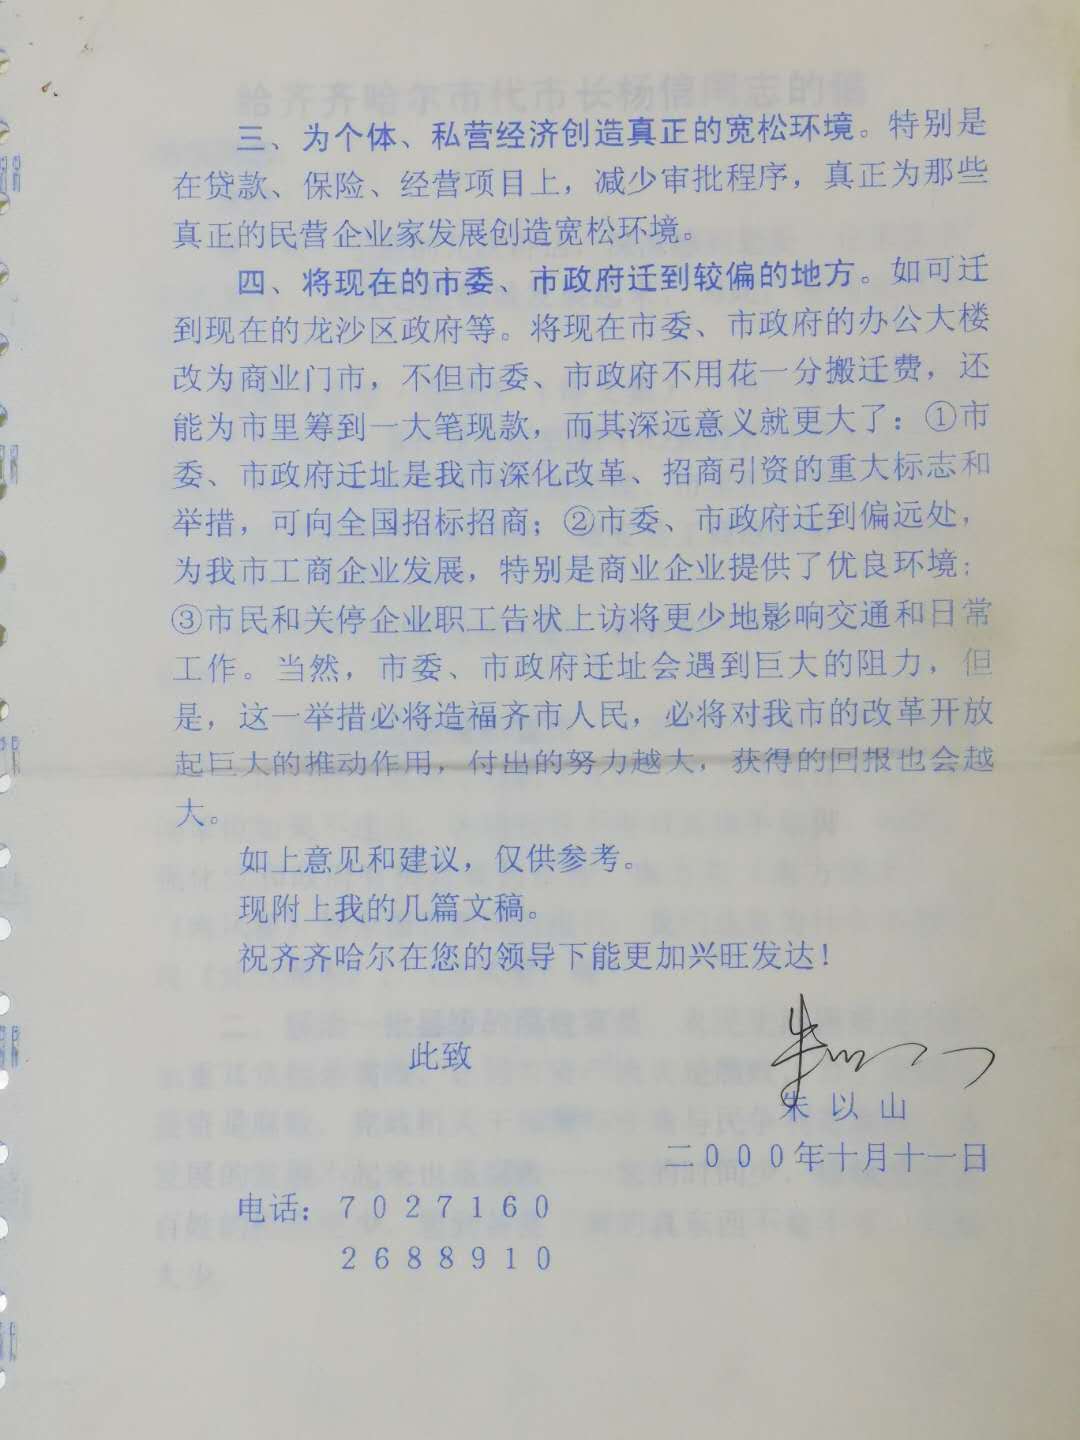 三、为个体、私营经济创造真正的宽松环境。特别是
在贷款、保险、经营项目上，减少审批程序，真正为那些
真正的民营企业家发展创造宽松环境。
四、将现在的市委、市政府迁到较偏的地方。如可迁
到现在的龙沙区政府等。将现在市委、市政府的办公大楼
改为商业门市，不但市委、市政府不用花一分搬迁费，还
能为市里筹到一大笔现款，而其深远意义就更大了：①市
委、市政府迁址是我市深化改革、招商引资的重大标志和
举措，可向全国招标招商；②市委、市政府迁到偏远处，
为我市工商企业发展，特别是商业企业提供了优良环境；
③市民和关停企业职工告状上访将更少地影响交通和日常
工作。当然，市委、市政府迁址会遇到巨大的阻力，但
是，这一举措必将造福齐市人民，必将对我市的改革开放
起巨大的推动作用，付出的努力越大，获得的回报也会越
大。
如上意见和建议，仅供参考。
现附上我的几篇文稿。
祝齐齐哈尔在您的领导下能更加兴旺发达！
此致
朱以山
二〇〇〇年十月十一日
电话：7027160
2688910